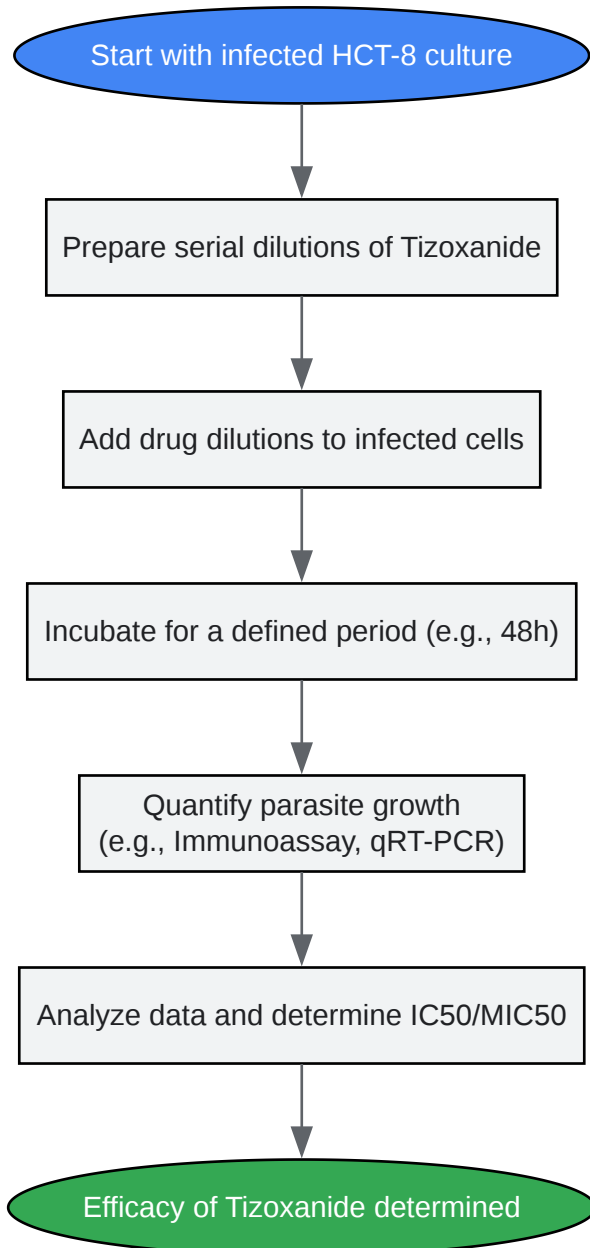 Start with infected HCT-8 culture
Prepare serial dilutions of Tizoxanide
Add drug dilutions to infected cells
Incubate for a defined period (e.g., 48h)
Quantify parasite growth
(e.g., Immunoassay, qRT-PCR)
Analyze data and determine IC50/MIC50
Efficacy of Tizoxanide determined